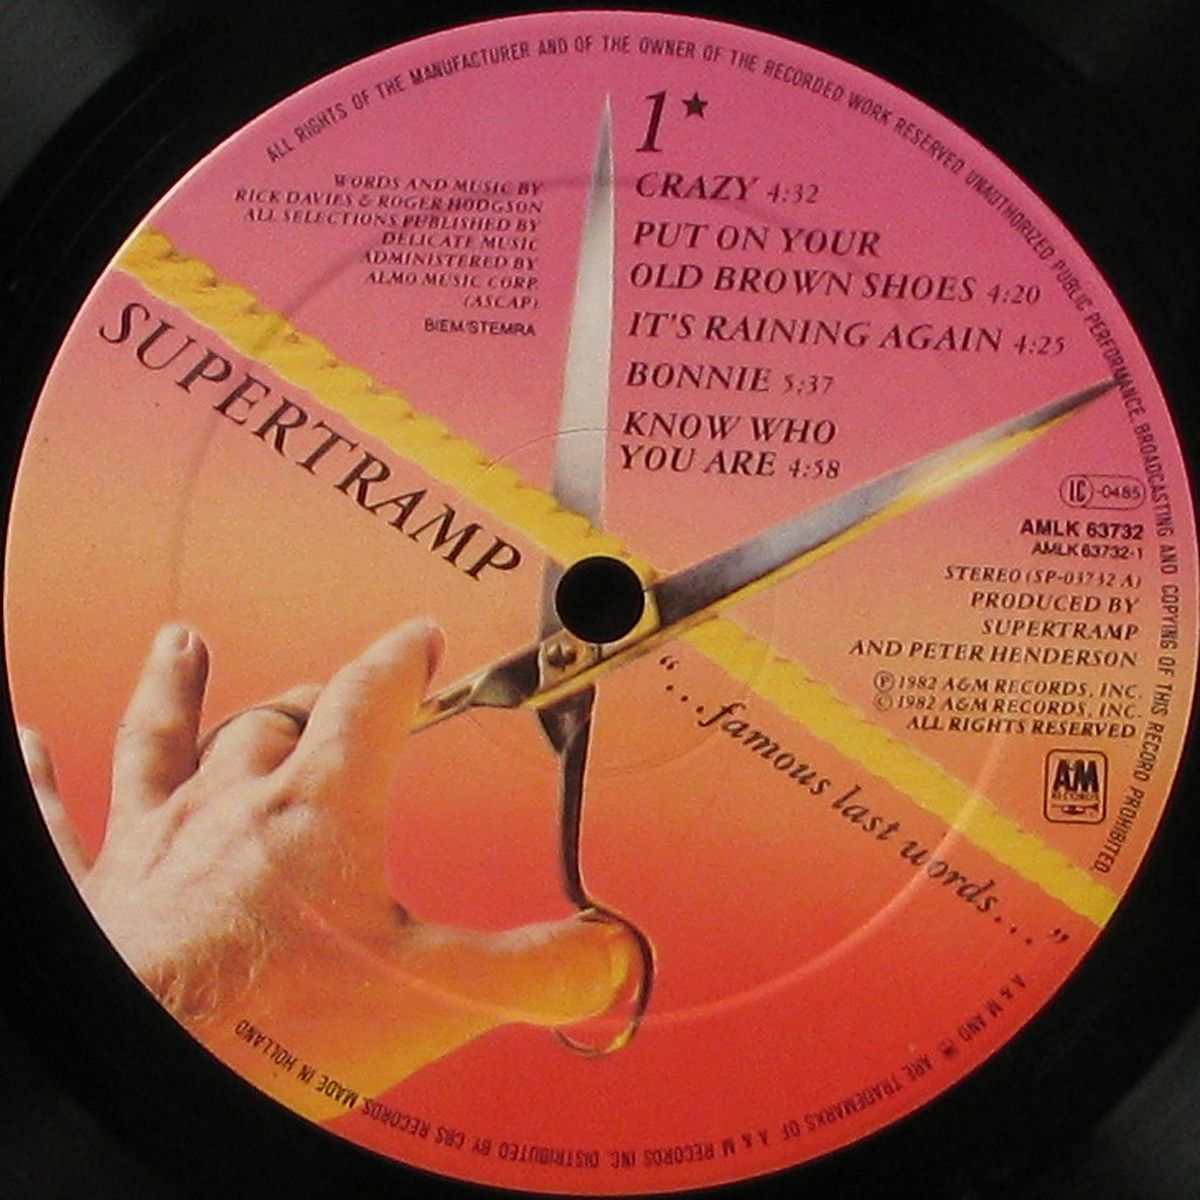 ALL RIGHTS OF THE MANUFACTURER AND OF THE OWNER OF THE RECORDED WORK RESERVED. UNAUTHORIZED PUBLIC PERFORMANCE, BROADCASTING AND COPYING OF THIS RECORD PROHIBITED
1★
CRAZY 4:32
PUT ON YOUR
OLD BROWN SHOES 4:20
IT'S RAINING AGAIN 4:25
BONNIE 5:37
KNOW WHO
YOU ARE 4:58
WORDS AND MUSIC BY
RICK DAVIES & ROGER HODGSON
ALL SELECTIONS PUBLISHED BY
DELICATE MUSIC
ADMINISTERED BY
ALMO MUSIC CORP.
(ASCAP)
BIEM/STEMRA
SUPERTRAMP
LC-0485
AMLK 63732
AMLK 63732-1
STEREO (SP-03732 A)
PRODUCED BY
SUPERTRAMP
AND PETER HENDERSON
℗ 1982 A&M RECORDS, INC.
© 1982 A&M RECORDS, INC.
ALL RIGHTS RESERVED
A&M
RECORDS
"...famous last words..."
A & M AND ARE TRADEMARKS OF A & M RECORDS INC. DISTRIBUTED BY CBS RECORDS MADE IN HOLLAND